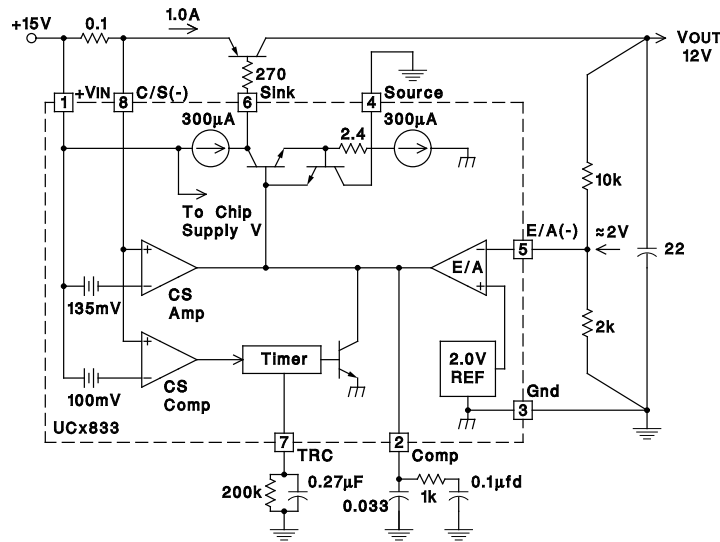 +15V
0.1
1.0A
VOUT
12V
270
1
+VIN
8
C/S(-)
6
Sink
4
Source
300µA
2.4
300µA
To Chip
Supply V
10k
E/A(-)
5
≈2V
E/A
22
+
−
−
+
135mV
CS
Amp
2k
+
−
Timer
2.0V
REF
100mV
CS
Comp
Gnd
3
UCx833
7
TRC
2
Comp
200k
0.27µF
0.033
1k
0.1µfd